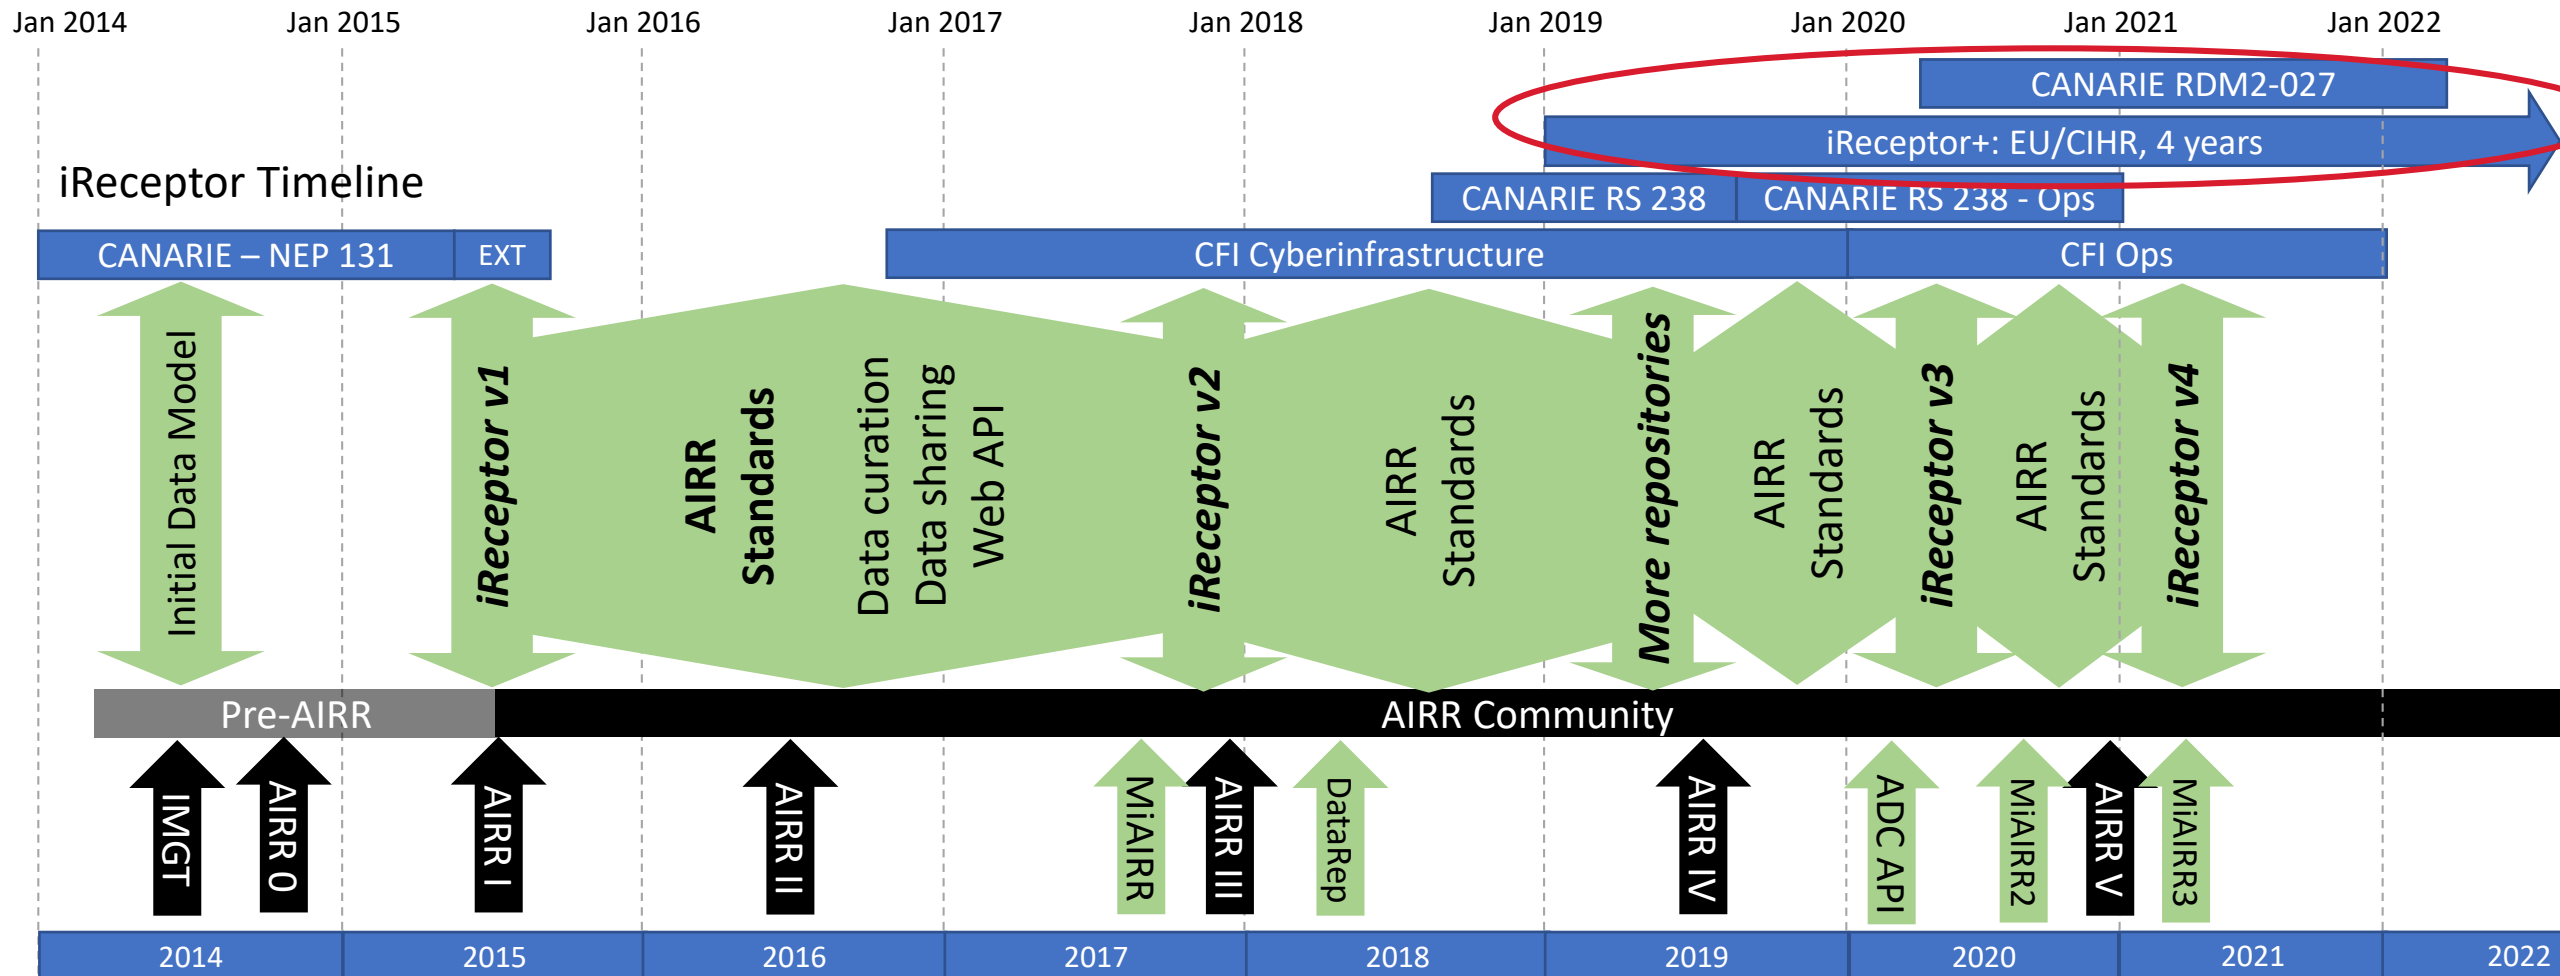 Jan 2014
Jan 2015
Jan 2016
Jan 2017
Jan 2018
Jan 2019
Jan 2020
Jan 2021
Jan 2022
CANARIE RDM2-027
iReceptor+: EU/CIHR, 4 years
iReceptor Timeline
CANARIE RS 238
CANARIE RS 238 - Ops
CANARIE – NEP 131
EXT
CFI Cyberinfrastructure
CFI Ops
Initial Data Model
iReceptor v1
AIRR
Standards
Data curation
Data sharing
Web API
iReceptor v2
AIRR
Standards
More repositories
AIRR
Standards
iReceptor v3
AIRR
Standards
iReceptor v4
Pre-AIRR
AIRR Community
IMGT
AIRR 0
AIRR I
AIRR II
MiAIRR
AIRR III
DataRep
AIRR IV
ADC API
MiAIRR2
AIRR V
MiAIRR3
2014
2015
2016
2017
2018
2019
2020
2021
2022